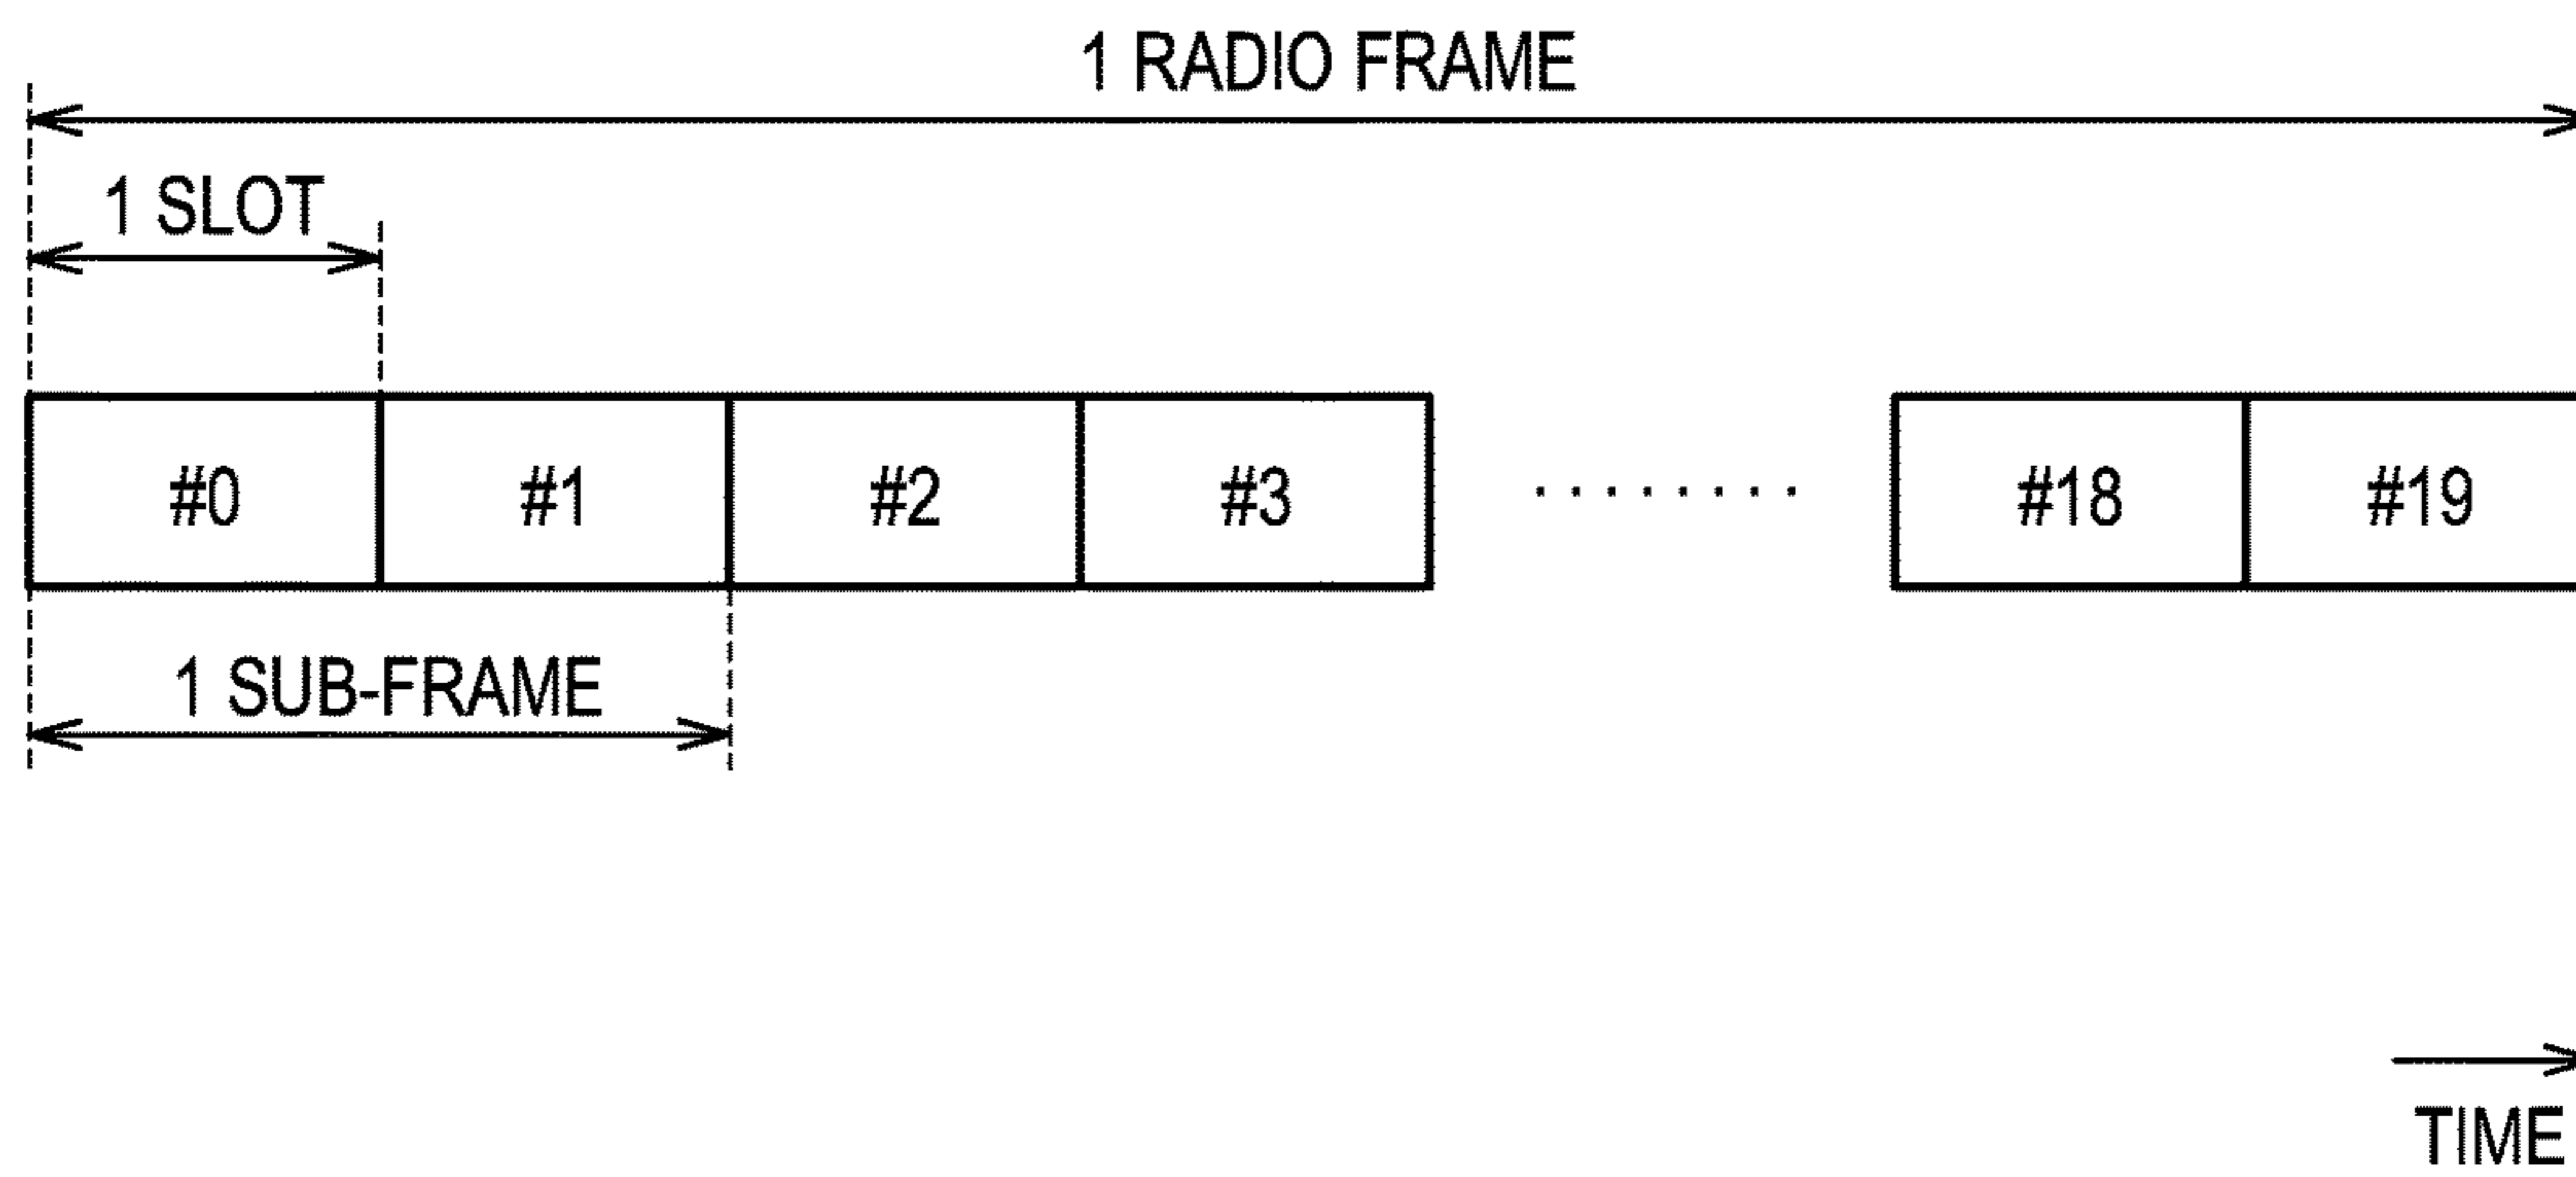 1 RADIO FRAME
1 SLOT
#0 #1 #2 #3 ........ #18 #19
1 SUB-FRAME
TIME